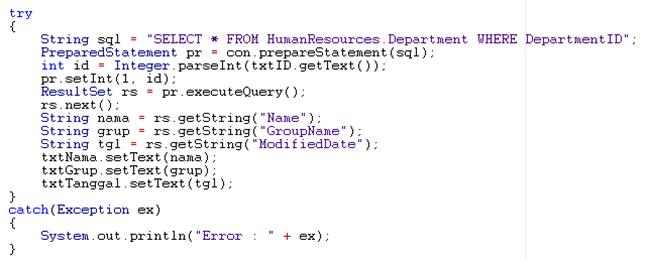 try
{
    String sql = "SELECT * FROM HumanResources.Department WHERE DepartmentID";
    PreparedStatement pr = con.prepareStatement(sql);
    int id = Integer.parseInt(txtID.getText());
    pr.setInt(1, id);
    ResultSet rs = pr.executeQuery();
    rs.next();
    String nama = rs.getString("Name");
    String grup = rs.getString("GroupName");
    String tgl = rs.getString("ModifiedDate");
    txtNama.setText(nama);
    txtGrup.setText(grup);
    txtTanggal.setText(tgl);
}
catch(Exception ex)
{
    System.out.println("Error : " + ex);
}